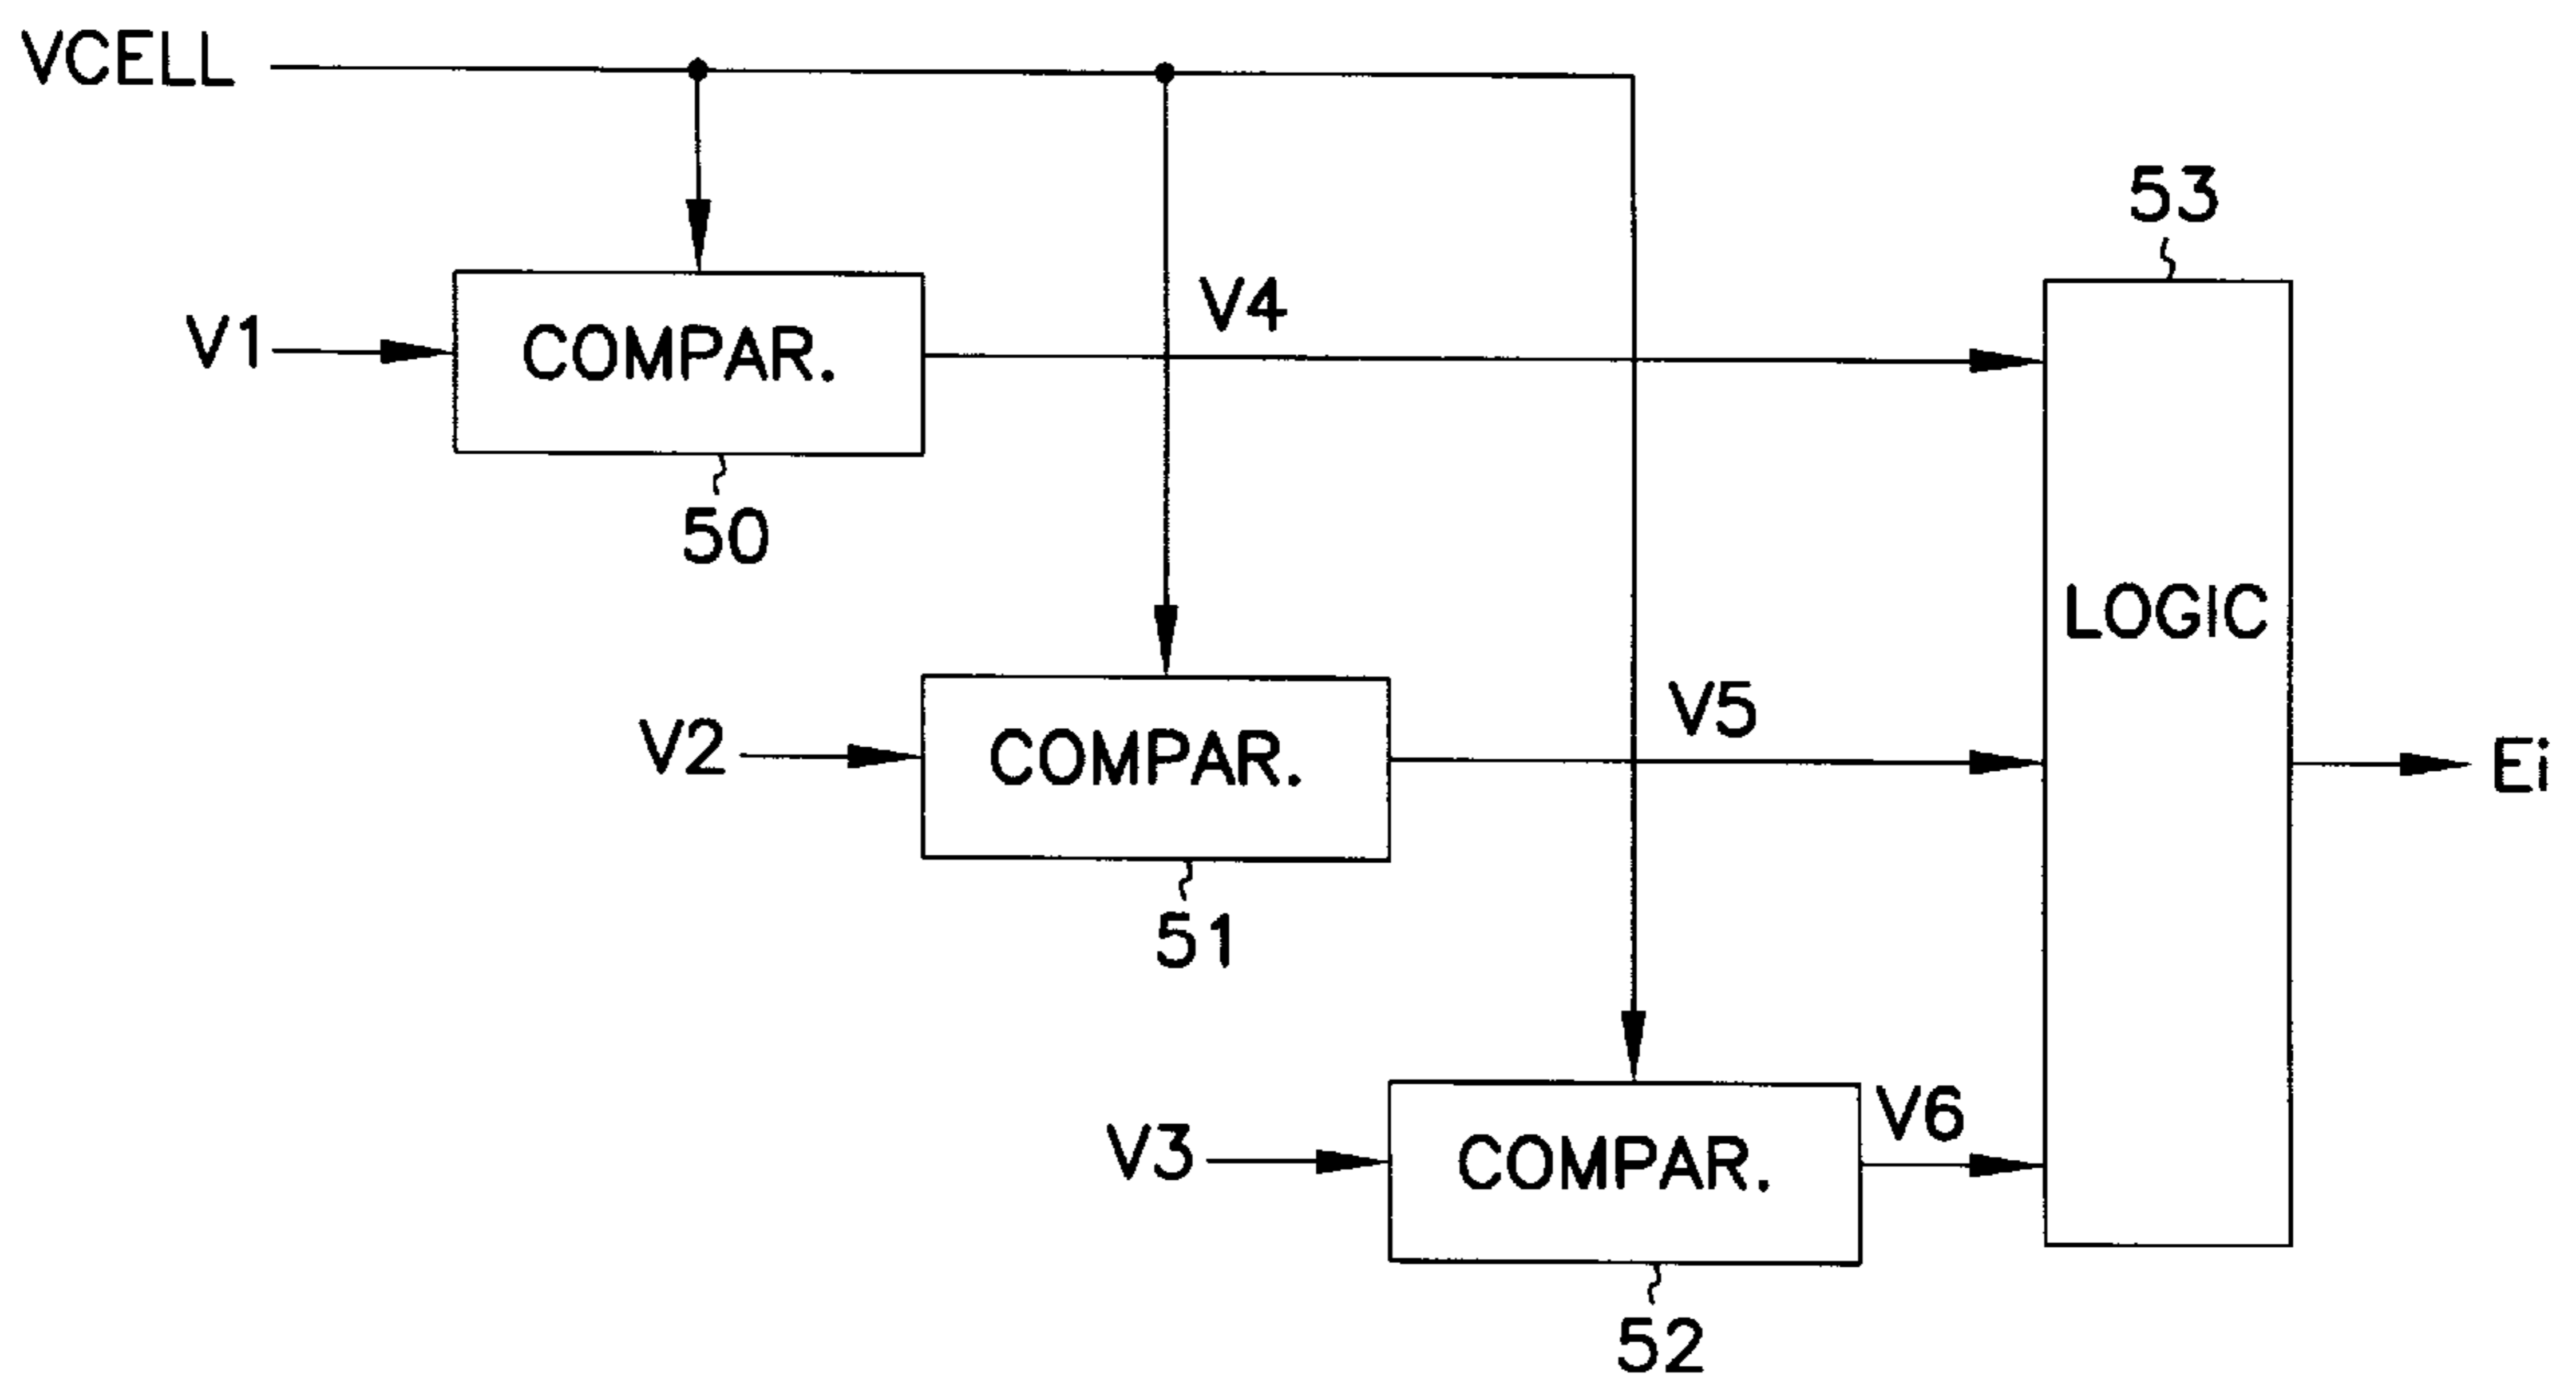 VCELL
53
V4
V1
COMPAR.
50
LOGIC
V5
V2
COMPAR.
Ei
51
V6
V3
COMPAR.
52